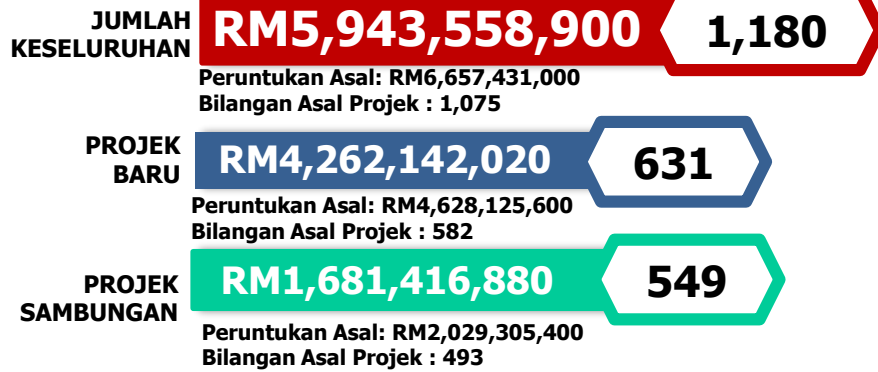 JUMLAH
KESELURUHAN
RM5,943,558,900
1,180
Peruntukan Asal: RM6,657,431,000
Bilangan Asal Projek : 1,075
PROJEK
BARU
RM4,262,142,020
631
Peruntukan Asal: RM4,628,125,600
Bilangan Asal Projek : 582
PROJEK
SAMBUNGAN
RM1,681,416,880
549
Peruntukan Asal: RM2,029,305,400
Bilangan Asal Projek : 493